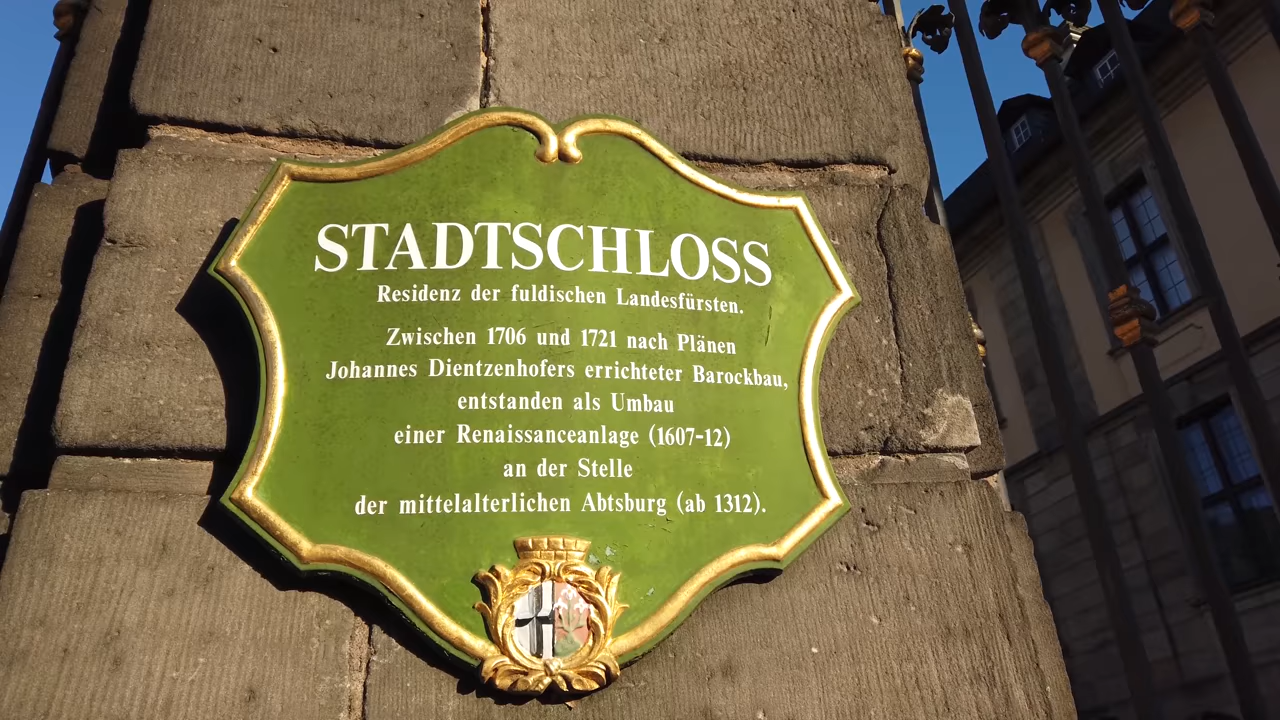 STADTSCHLOSS
Residenz der fuldischen Landesfürsten.
Zwischen 1706 und 1721 nach Plänen
Johannes Dientzenhofers errichteter Barockbau,
entstanden als Umbau
einer Renaissanceanlage (1607-12)
an der Stelle
der mittelalterlichen Abtsburg (ab 1312).